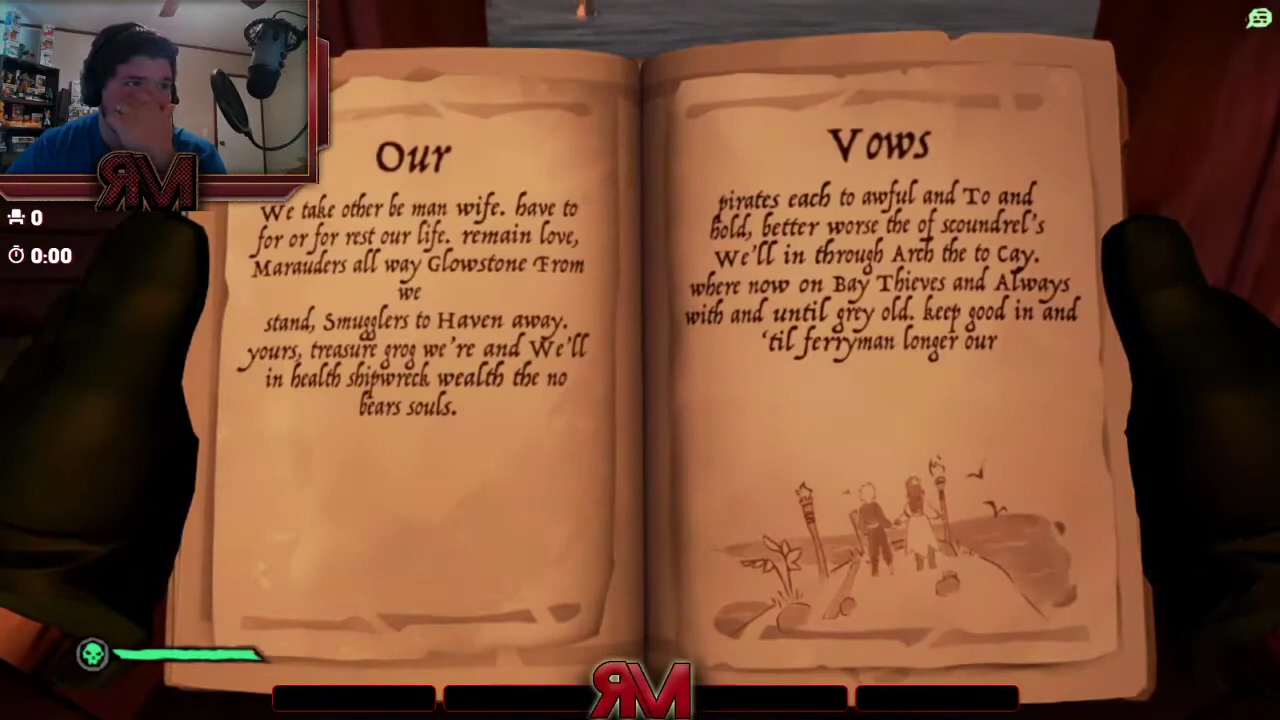 Our
We take other be man wife. have to
for or for rest our life. remain love,
Marauders all way Glowstone From
we
stand, Smugglers to Haven away.
yours, treasure grog we're and We'll
in health shipwreck wealth the no
bears souls.
Vows
pirates each to awful and To and
hold, better worse the of scoundrel's
We'll in through Arch the to Cay.
where now on Bay Thieves and Always
with and until grey old. keep good in and
'til ferryman longer our
RM
0
0:00
RM